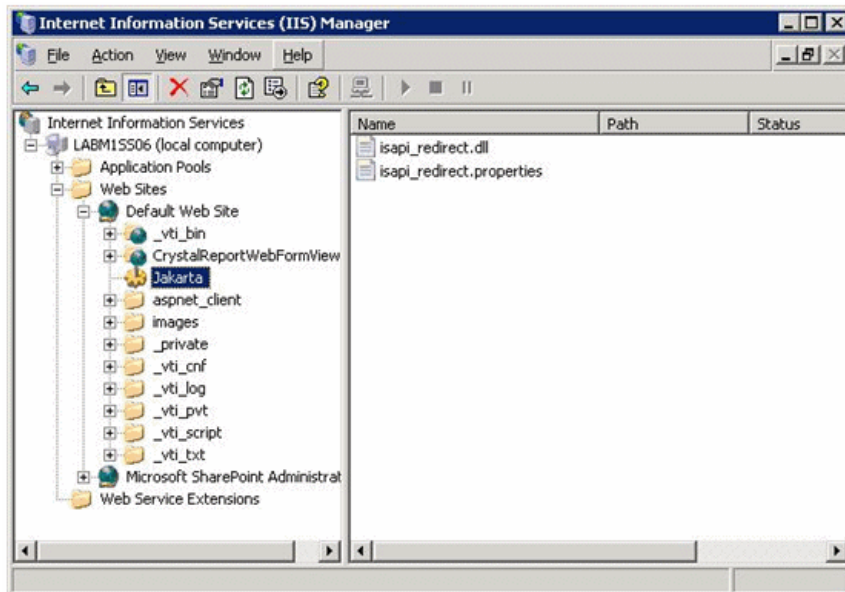 Internet Information Services (IIS) Manager
File Action View Window Help
Internet Information Services
LABM1SS06 (local computer)
Application Pools
Web Sites
Default Web Site
_vti_bin
CrystalReportWebFormView
Jakarta
aspnet_client
images
_private
_vti_cnf
_vti_log
_vti_pvt
_vti_script
_vti_txt
Microsoft SharePoint Administrat
Web Service Extensions
Name Path Status
isapi_redirect.dll
isapi_redirect.properties